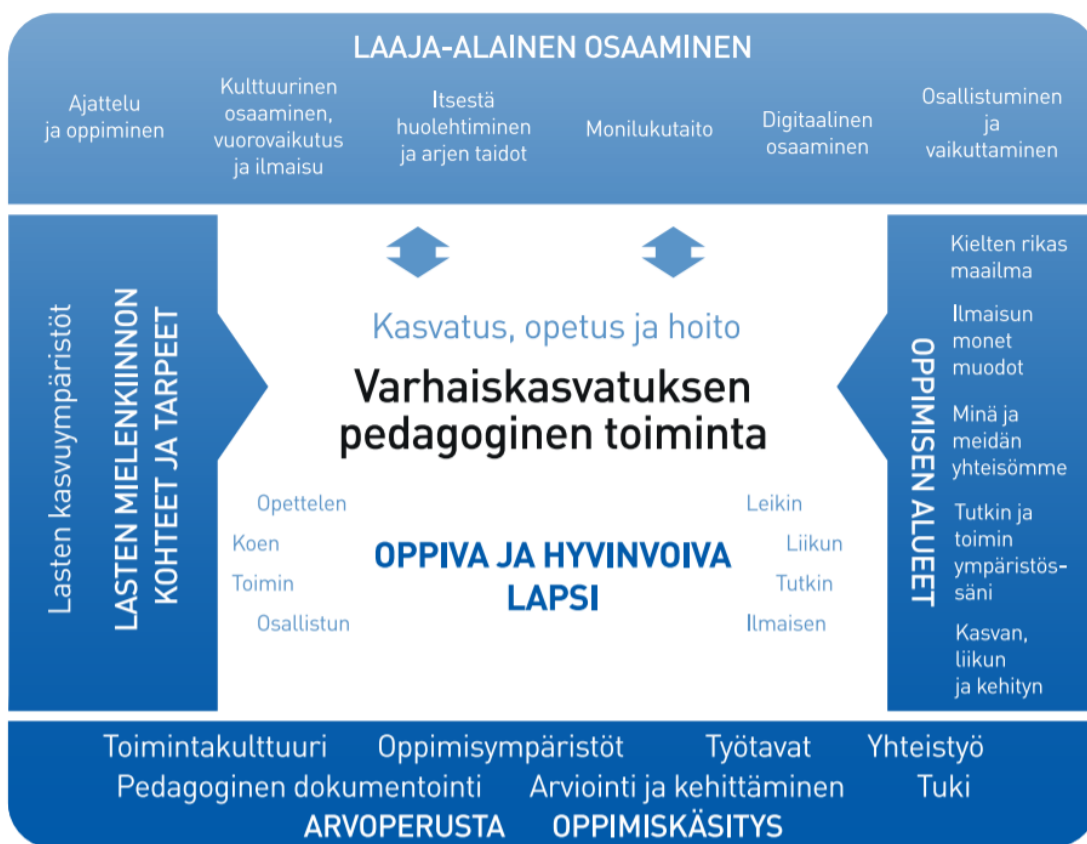 LAAJA-ALAINEN OSAAMINEN
Ajattelu
ja oppiminen
Kulttuurinen
osaaminen,
vuorovaikutus
ja ilmaisu
Itsestä
huolehtiminen
ja arjen taidot
Monilukutaito
Digitaalinen
osaaminen
Osallistuminen
ja
vaikuttaminen
Lasten kasvuympäristöt
LASTEN MIELENKIINNON
KOHTEET JA TARPEET
Kasvatus, opetus ja hoito
Varhaiskasvatuksen
pedagoginen toiminta
Opettelen
Koen
Toimin
Osallistun
OPPIVA JA HYVINVOIVA
LAPSI
Leikin
Liikun
Tutkin
Ilmaisen
OPPIMISEN ALUEET
Kielten rikas
maailma
Ilmaisun
monet
muodot
Minä ja
meidän
yhteisömme
Tutkin ja
toimin
ympäristös-
säni
Kasvan,
liikun
ja kehityn
Toimintakulttuuri Oppimisympäristöt Työtavat Yhteistyö
Pedagoginen dokumentointi Arviointi ja kehittäminen Tuki
ARVOPERUSTA OPPIMISKÄSITYS